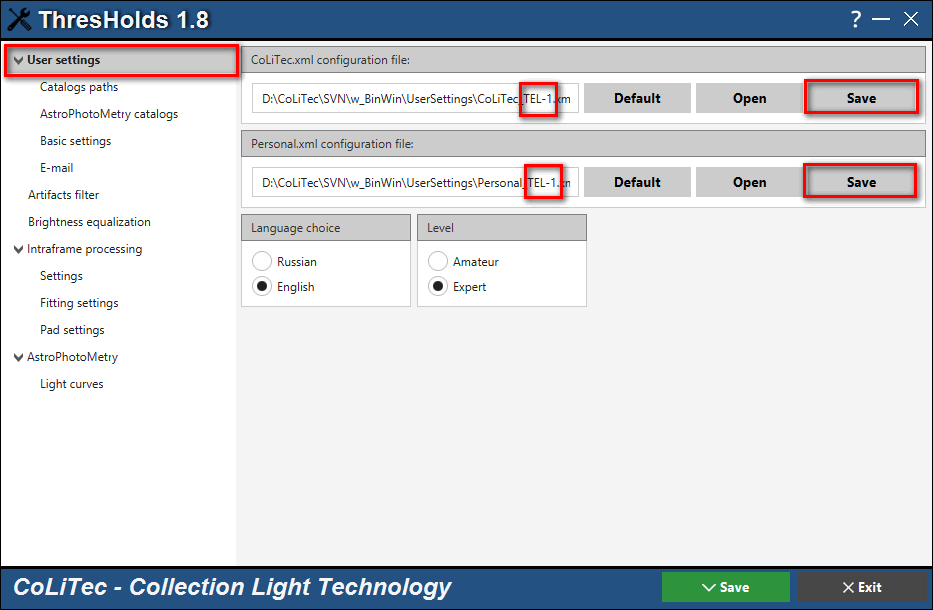 ThresHolds 1.8
?
User settings
Catalogs paths
AstroPhotoMetry catalogs
Basic settings
E-mail
Artifacts filter
Brightness equalization
Intraframe processing
Settings
Fitting settings
Pad settings
AstroPhotoMetry
Light curves
CoLiTec.xml configuration file:
D:\CoLiTec\SVN\w_BinWin\UserSettings\CoLiTec_TEL-1.xm
Default
Open
Save
Personal.xml configuration file:
D:\CoLiTec\SVN\w_BinWin\UserSettings\Personal_TEL-1.xm
Default
Open
Save
Language choice
Russian
English
Level
Amateur
Expert
CoLiTec - Collection Light Technology
Save
Exit